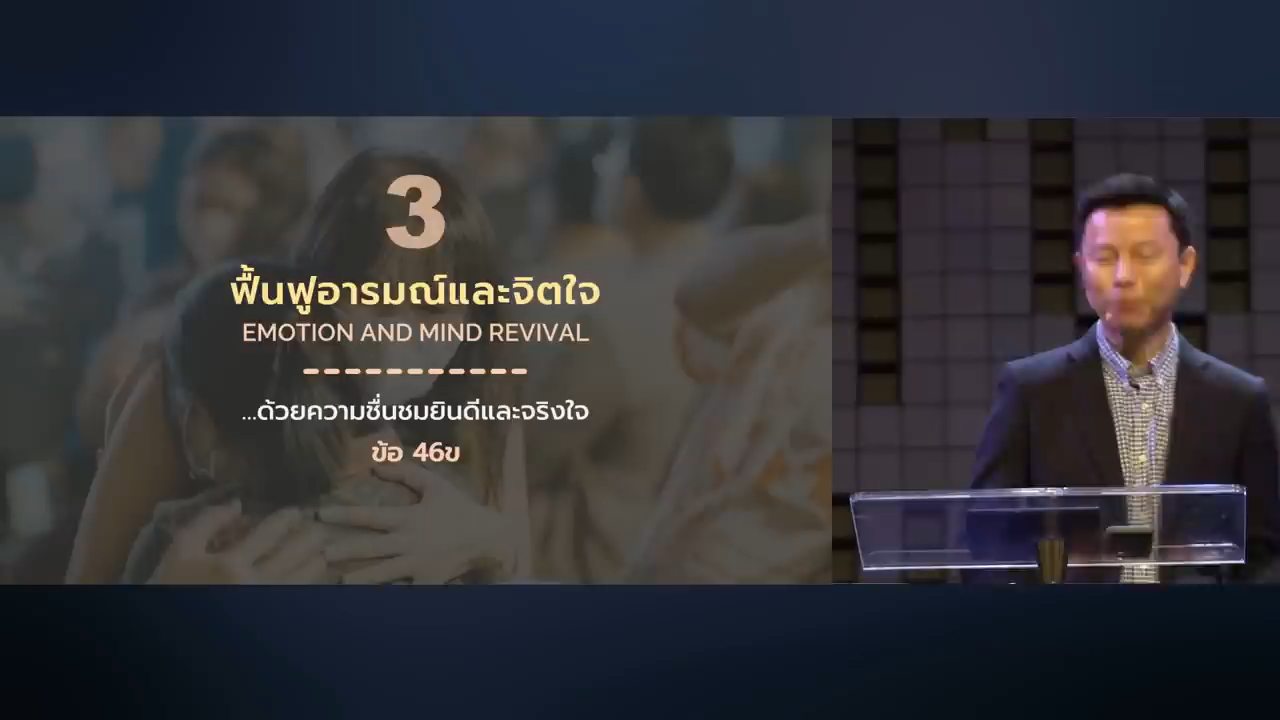 3
ฟื้นฟูอารมณ์และจิตใจ
EMOTION AND MIND REVIVAL
...ด้วยความชื่นชมยินดีและจริงใจ
ข้อ 46ข